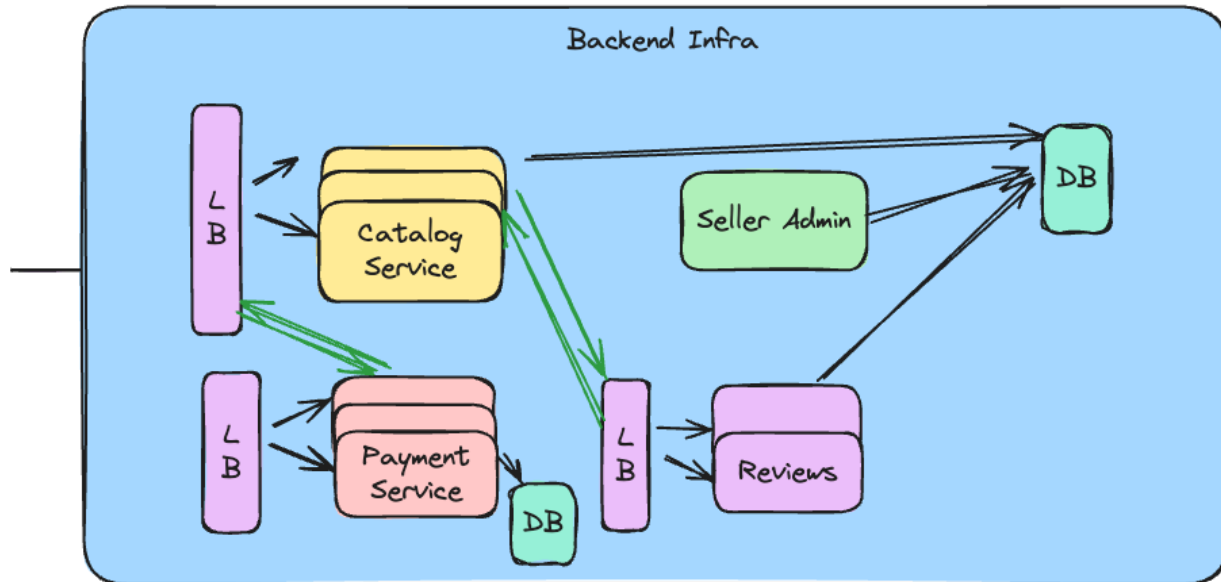 Backend Infra
L
B
Catalog
Service
Seller Admin
DB
L
B
Payment
Service
DB
L
B
Reviews